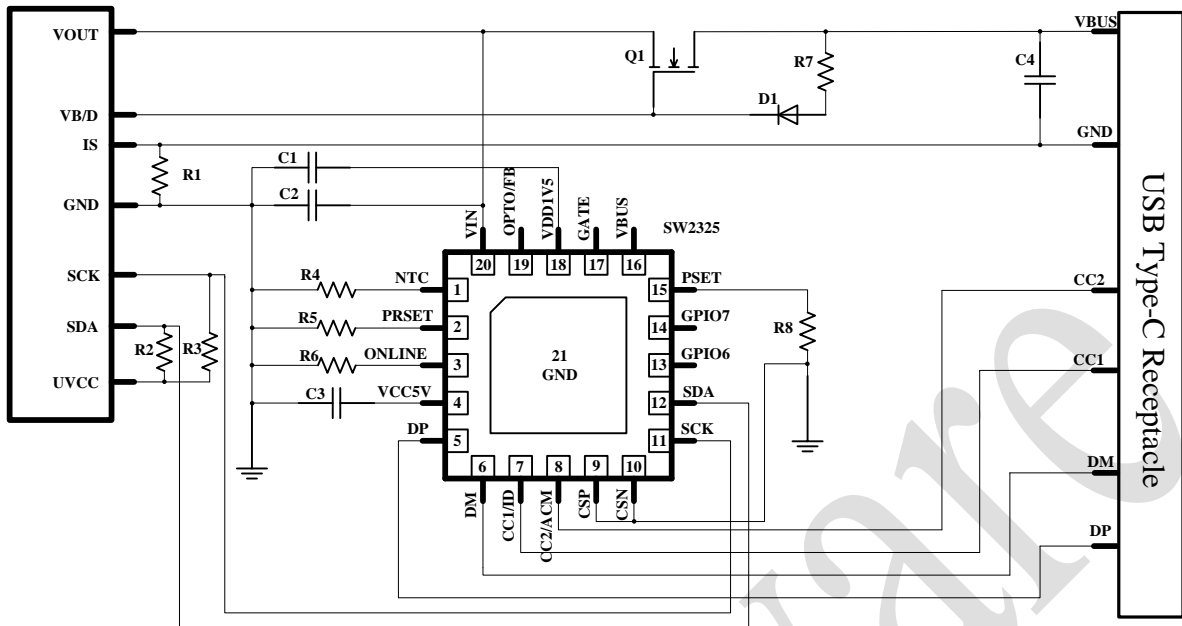 VOUT
VB/D
IS
GND
SCK
SDA
UVCC
R1
R2
R3
C1
C2
Q1
D1
R7
C4
VBUS
GND
CC2
CC1
DM
DP
USB Type-C Receptacle
SW2325
VIN
OPTO/FB
VDD1V5
GATE
VBUS
20
19
18
17
16
R4
NTC
1
R5
PRSET
2
R6
ONLINE
3
C3
VCC5V
4
DP
5
21
GND
15
PSET
14
GPIO7
13
GPIO6
12
SDA
11
SCK
R8
6
7
8
9
10
DM
CC1/ID
CC2/ACM
CSP
CSN